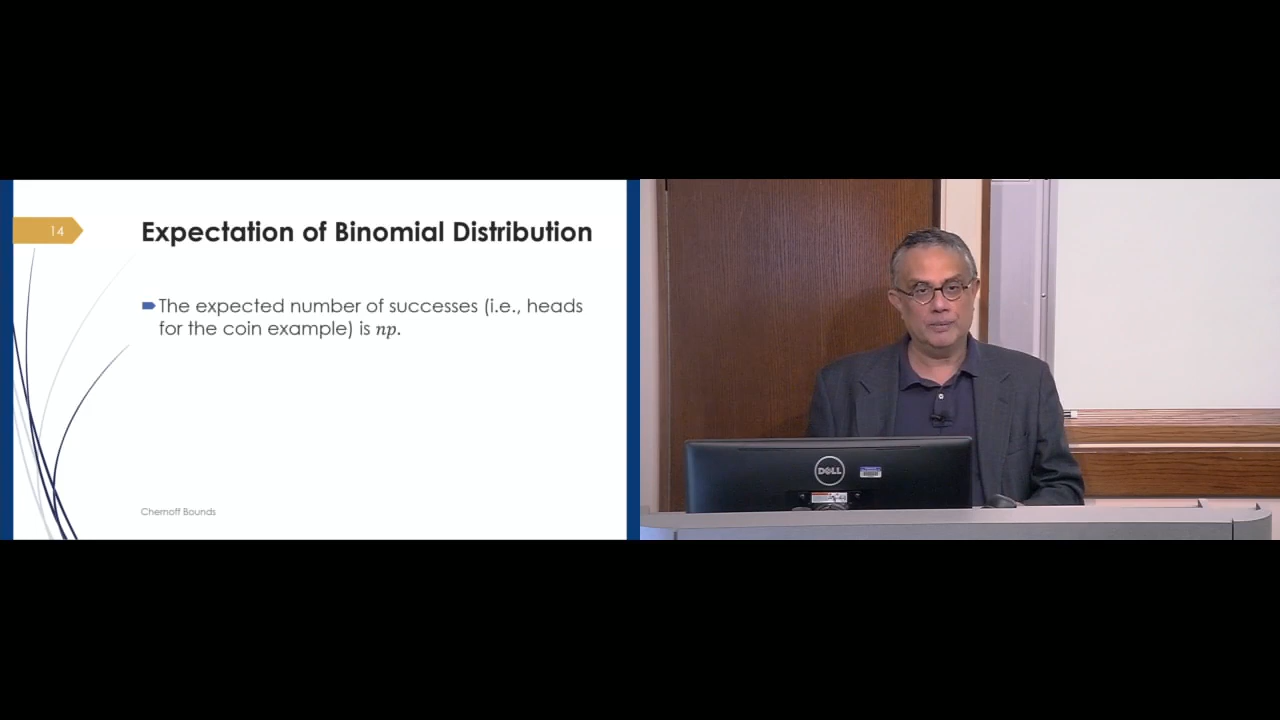 14
Expectation of Binomial Distribution
The expected number of successes (i.e., heads
for the coin example) is np.
Chernoff Bounds
DELL